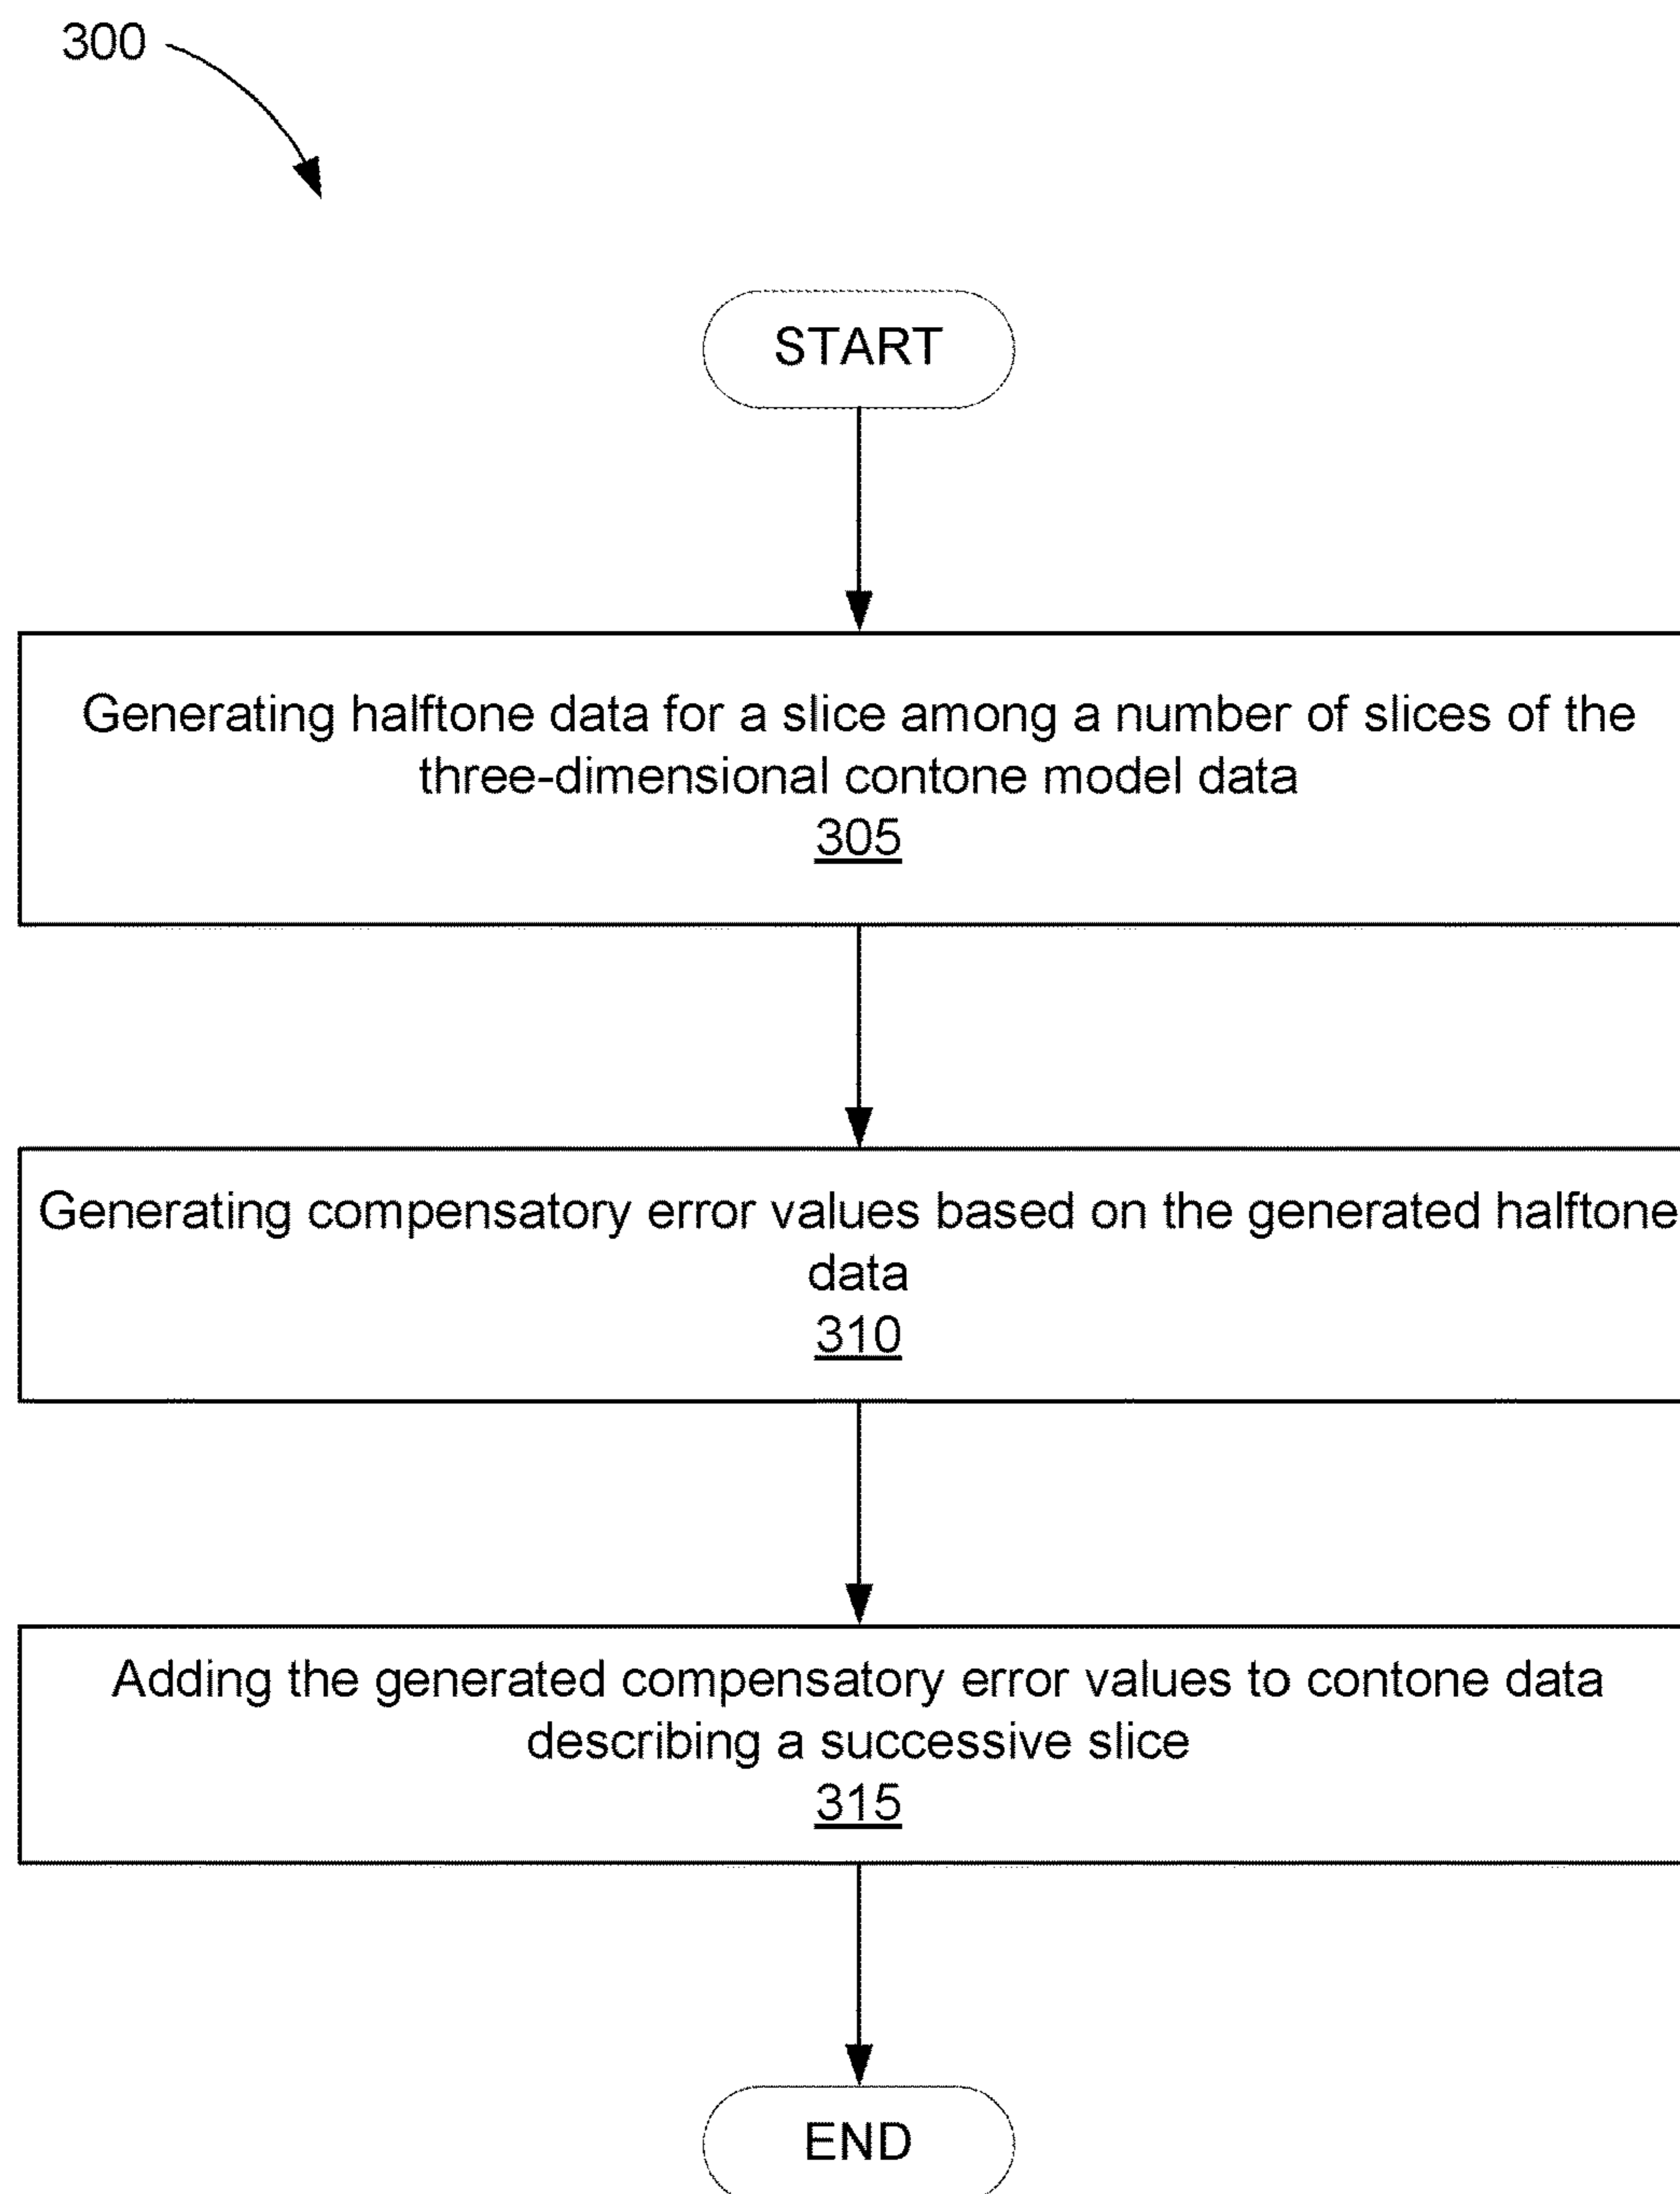 300
START
Generating halftone data for a slice among a number of slices of the
three-dimensional contone model data
305
Generating compensatory error values based on the generated halftone
data
310
Adding the generated compensatory error values to contone data
describing a successive slice
315
END